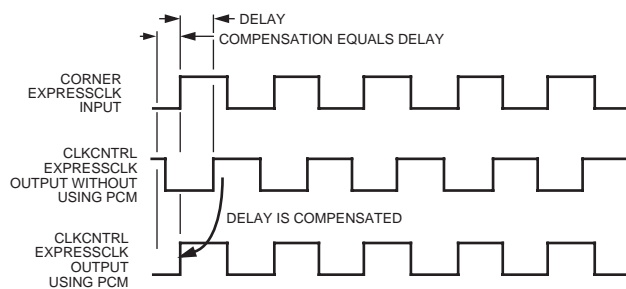 DELAY
COMPENSATION EQUALS DELAY
CORNER
EXPRESSCLK
INPUT
CLKCNTRL
EXPRESSCLK
OUTPUT WITHOUT
USING PCM
DELAY IS COMPENSATED
CLKCNTRL
EXPRESSCLK
OUTPUT
USING PCM